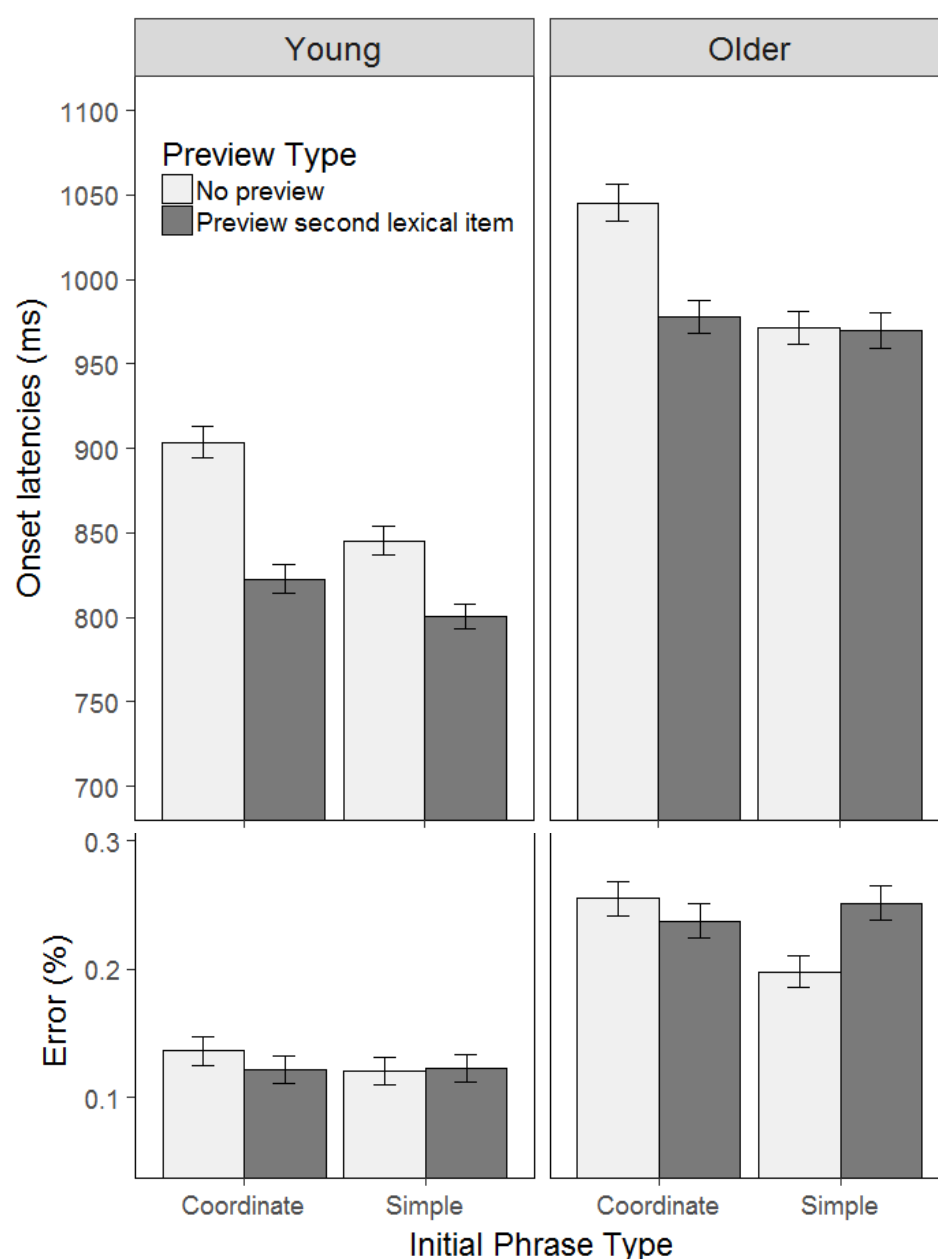 Young
Older
Onset latencies (ms)
1100
1050
1000
950
900
850
800
750
700
Preview Type
No preview
Preview second lexical item
Error (%)
0.3
0.2
0.1
Coordinate
Simple
Coordinate
Simple
Initial Phrase Type